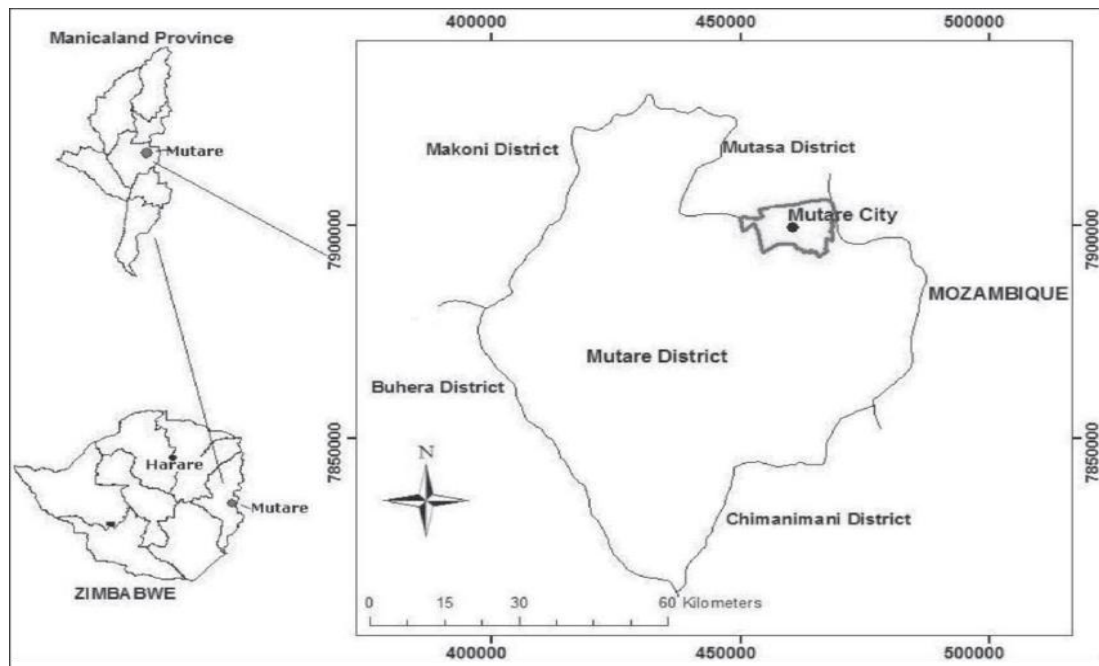 400000 450000 500000
Manicaland Province
Mutare
Makoni District
Mutasa District
Mutare City
7900000
7900000
MOZAMBIQUE
Mutare District
Buhera District
Harare
Mutare
ZIMBABWE
7850000
7850000
N
Chimanimani District
0 15 30 60 Kilometers
400000 450000 500000